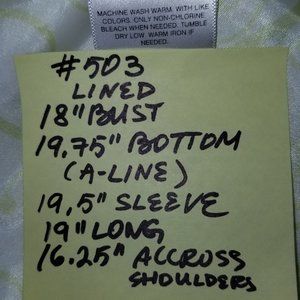 MACHINE WASH WARM. WITH LIKE
COLORS. ONLY NON-CHLORINE
BLEACH WHEN NEEDED. TUMBLE
DRY LOW. WARM IRON IF
NEEDED.
#503
LINED
18" BUST
19.75" BOTTOM
(A-LINE)
19.5" SLEEVE
19" LONG
16.25" ACCROSS
SHOULDERS